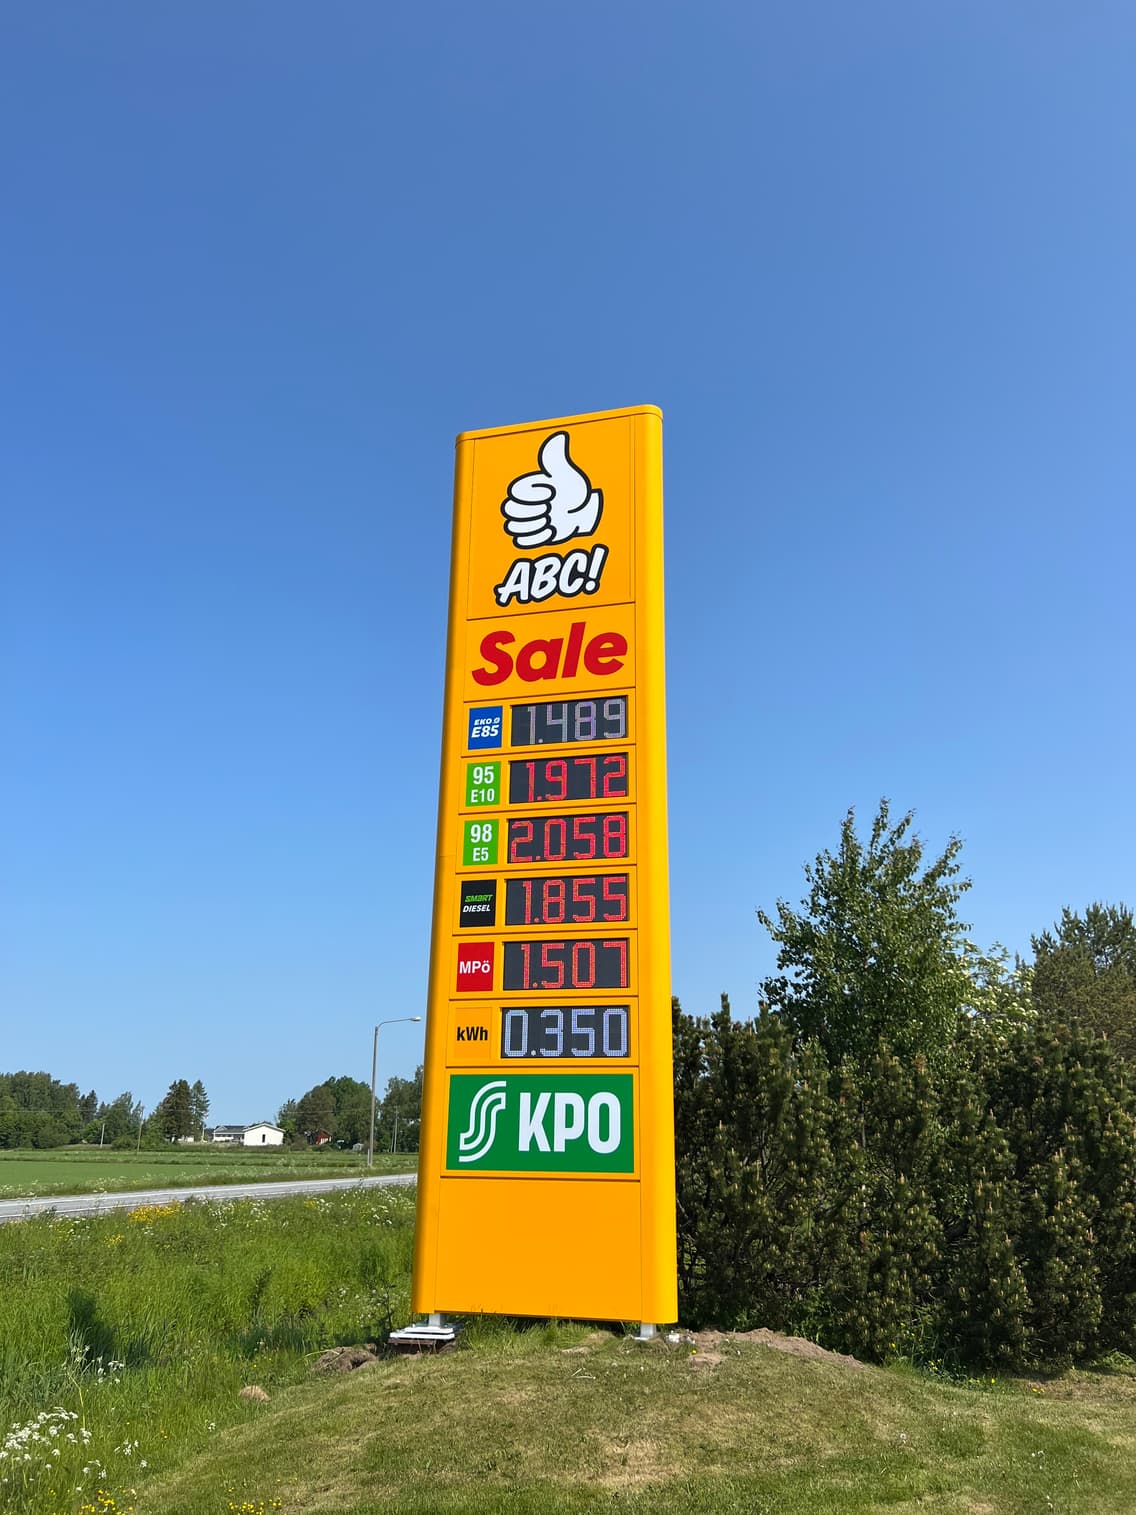 ABC!
Sale
EKO E85 1.489
95 E10 1.972
98 E5 2.058
SMART DIESEL 1.855
MPÖ 1.507
kWh 0.350
KPO